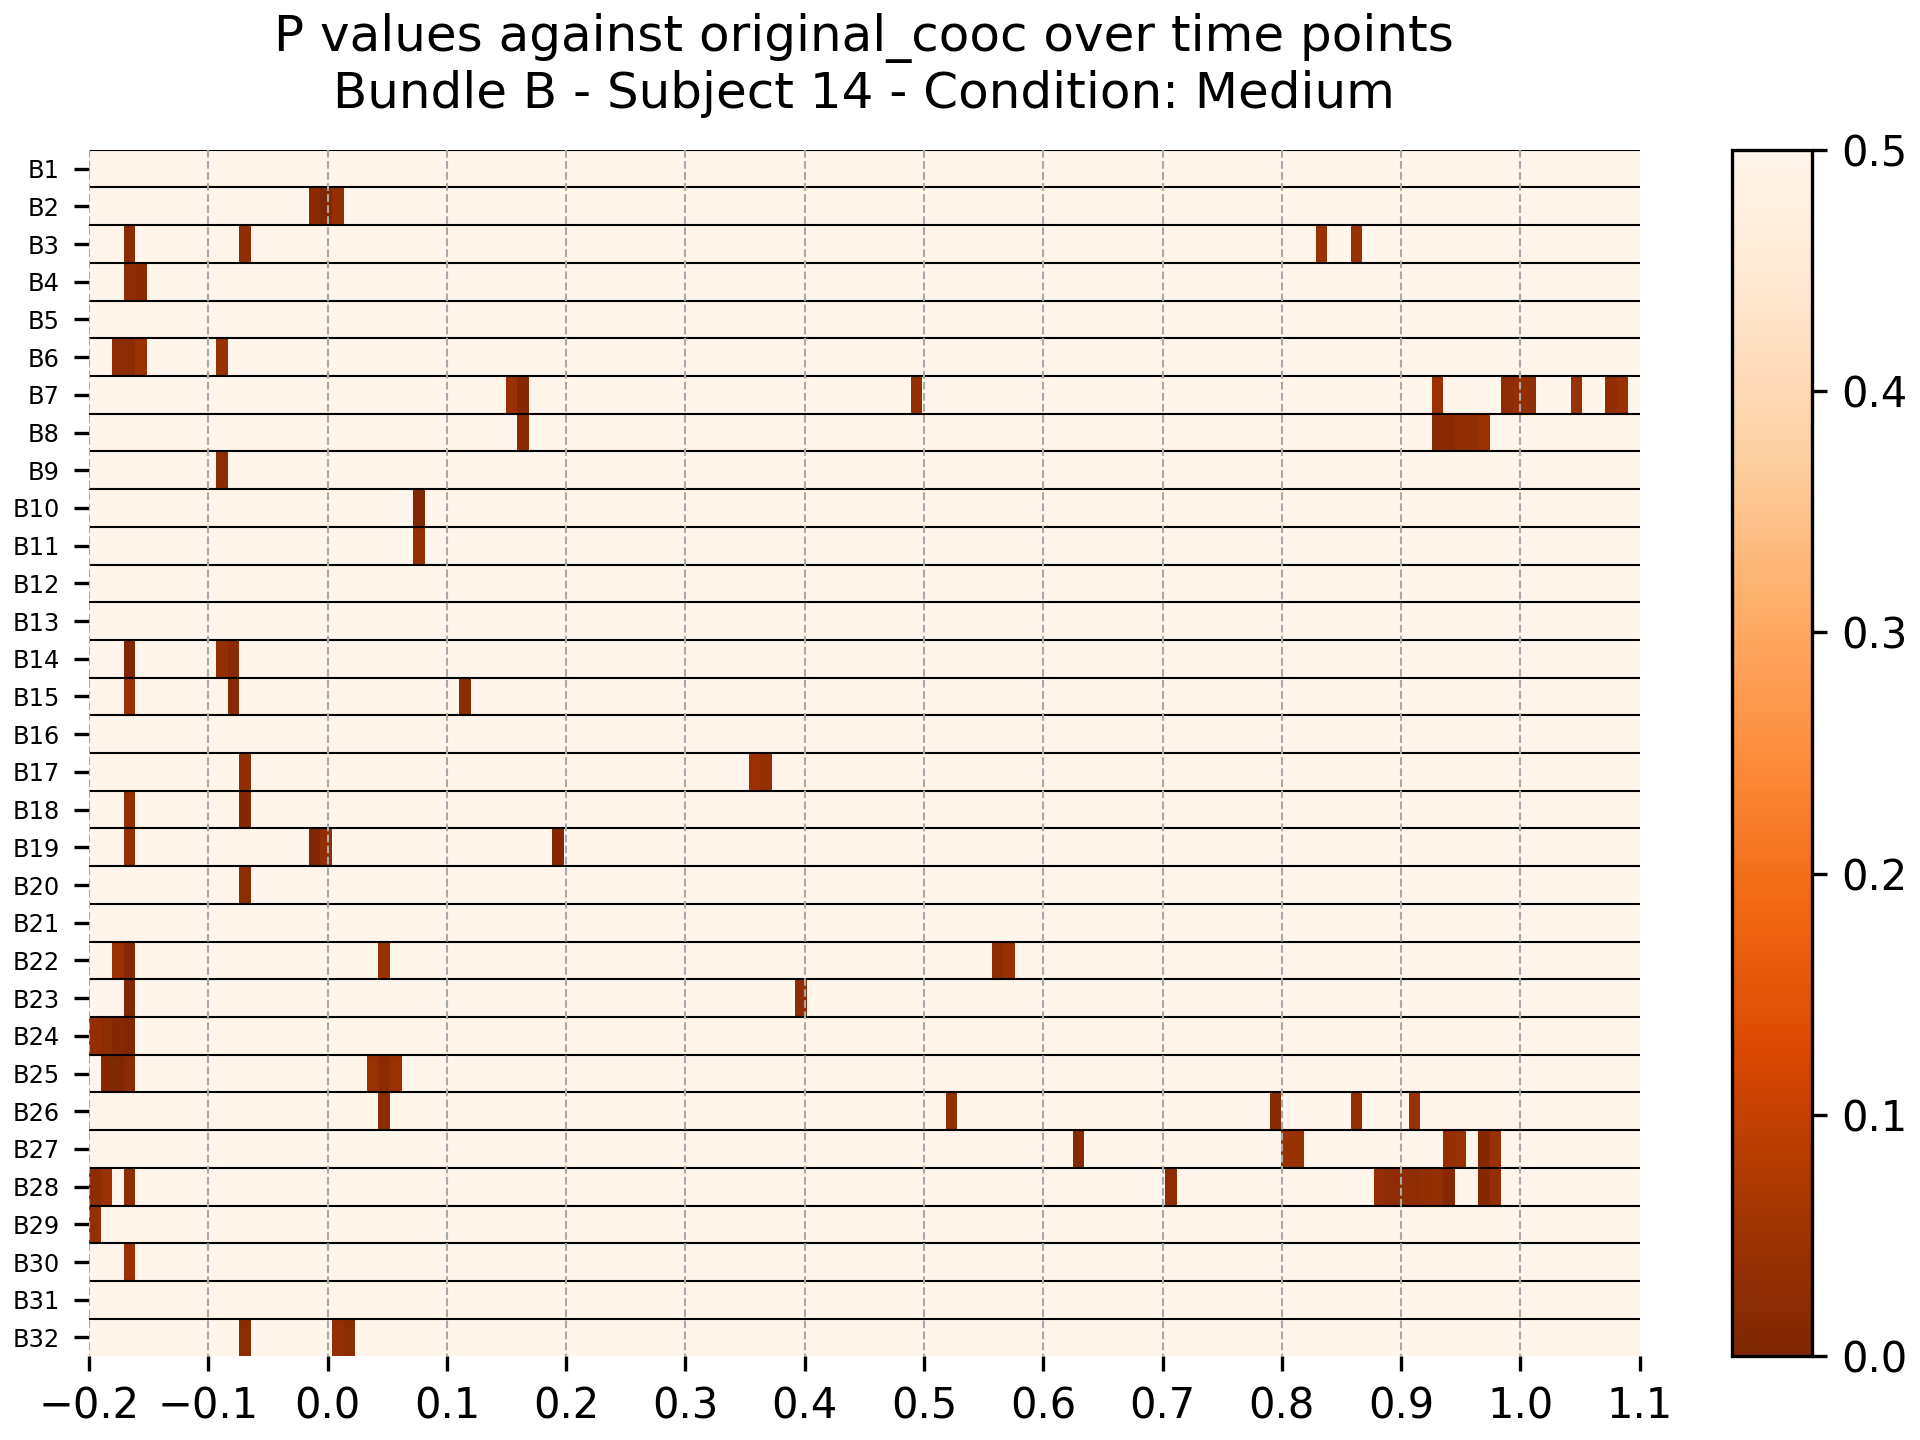 P values against original_cooc over time points
Bundle B - Subject 14 - Condition: Medium
B1
B2
B3
B4
B5
B6
B7
B8
B9
B10
B11
B12
B13
B14
B15
B16
B17
B18
B19
B20
B21
B22
B23
B24
B25
B26
B27
B28
B29
B30
B31
B32
−0.2 −0.1 0.0 0.1 0.2 0.3 0.4 0.5 0.6 0.7 0.8 0.9 1.0 1.1
0.5
0.4
0.3
0.2
0.1
0.0